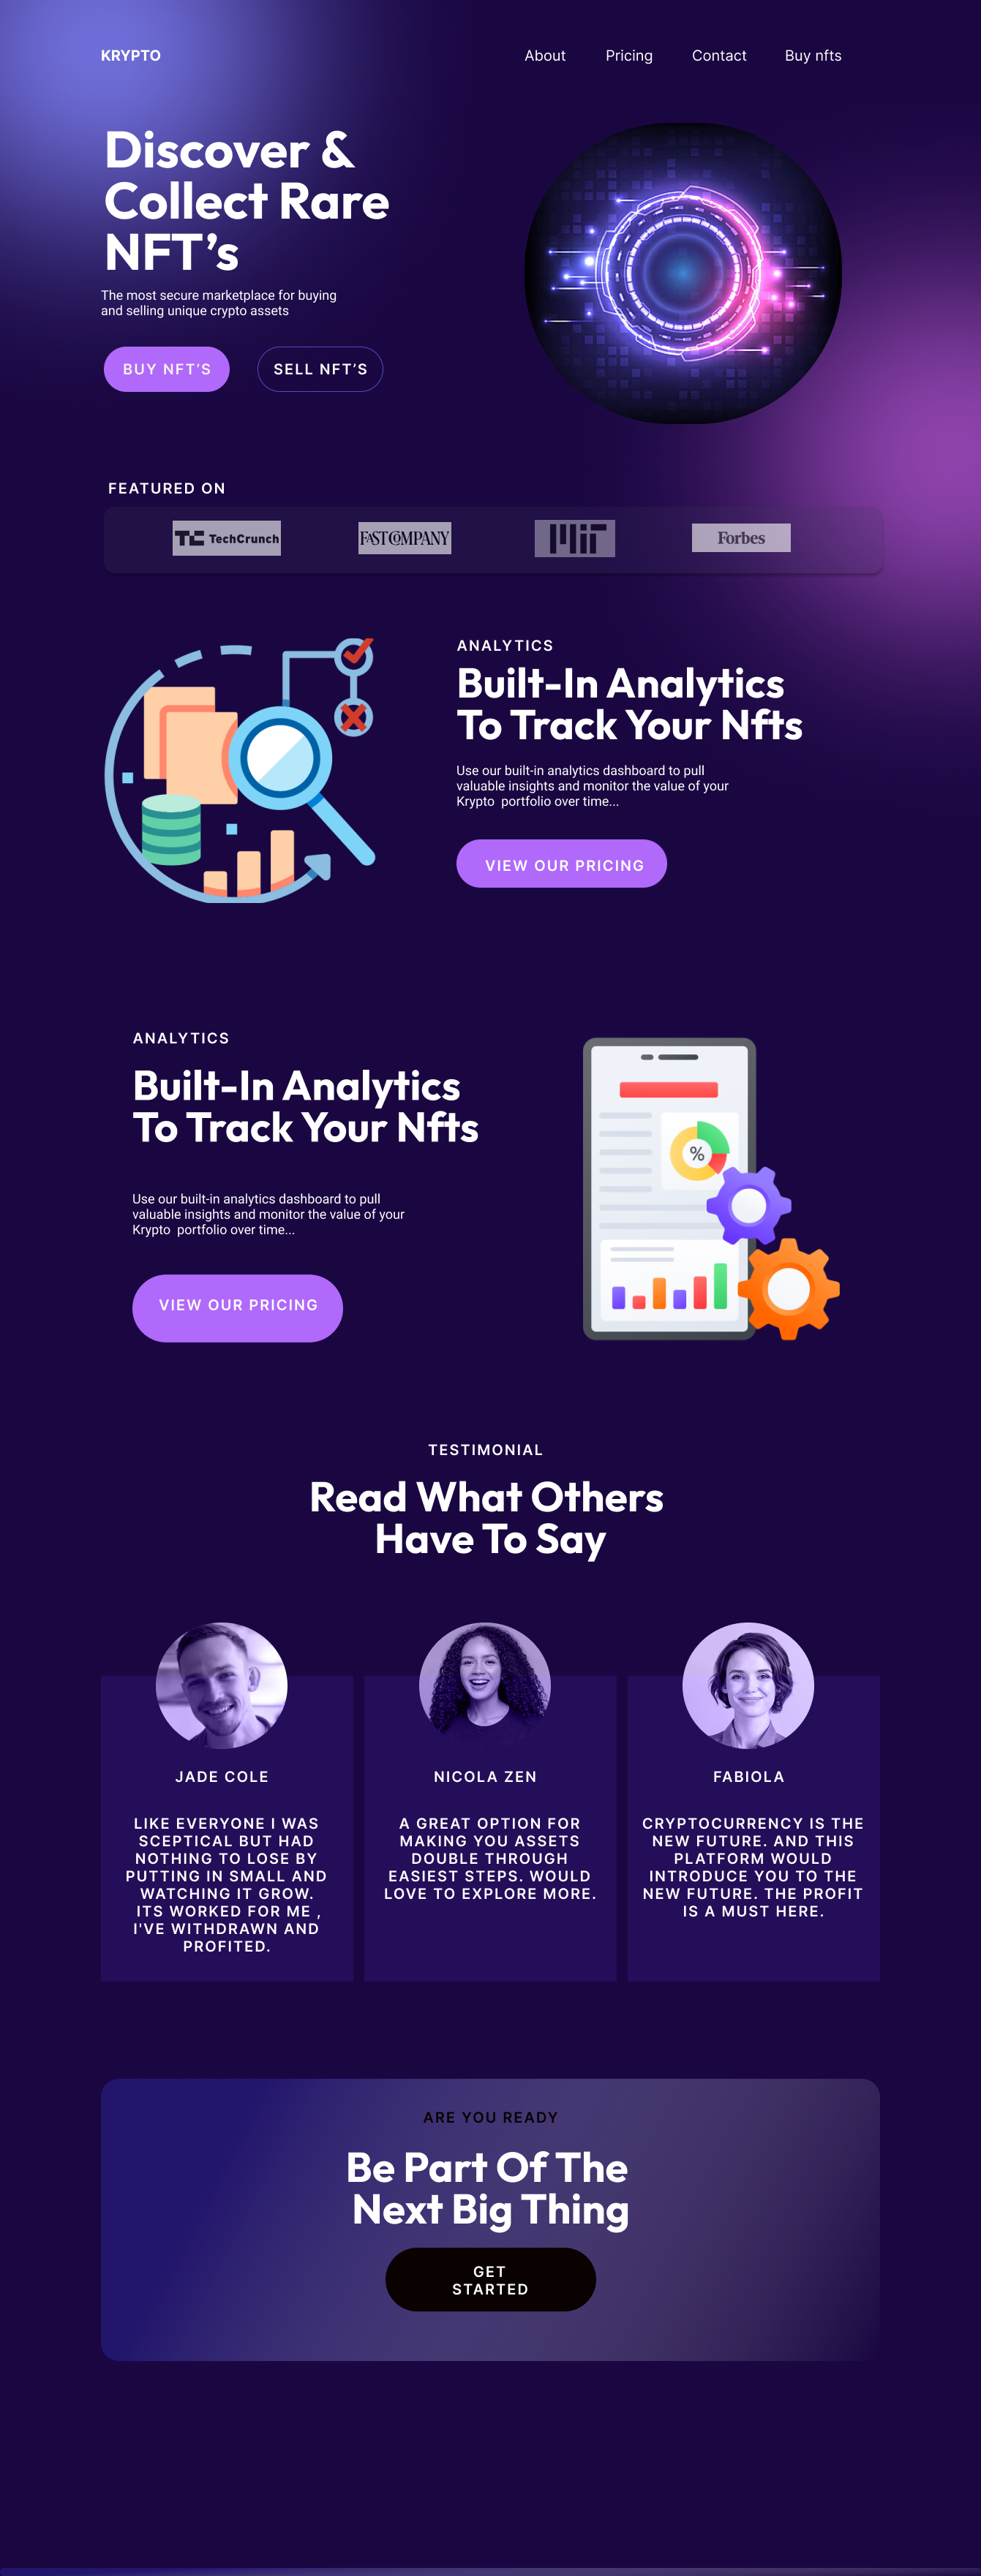 KRYPTO
About
Pricing
Contact
Buy nfts
Discover &
Collect Rare
NFT’s
The most secure marketplace for buying
and selling unique crypto assets
BUY NFT’S
SELL NFT’S
FEATURED ON
TC TechCrunch
FAST COMPANY
MIT
Forbes
ANALYTICS
Built-In Analytics
To Track Your Nfts
Use our built-in analytics dashboard to pull
valuable insights and monitor the value of your
Krypto  portfolio over time...
VIEW OUR PRICING
ANALYTICS
Built-In Analytics
To Track Your Nfts
Use our built-in analytics dashboard to pull
valuable insights and monitor the value of your
Krypto  portfolio over time...
VIEW OUR PRICING
%
TESTIMONIAL
Read What Others
Have To Say
JADE COLE
LIKE EVERYONE I WAS
SCEPTICAL BUT HAD
NOTHING TO LOSE BY
PUTTING IN SMALL AND
WATCHING IT GROW.
ITS WORKED FOR ME ,
I'VE WITHDRAWN AND
PROFITED.
NICOLA ZEN
A GREAT OPTION FOR
MAKING YOU ASSETS
DOUBLE THROUGH
EASIEST STEPS. WOULD
LOVE TO EXPLORE MORE.
FABIOLA
CRYPTOCURRENCY IS THE
NEW FUTURE. AND THIS
PLATFORM WOULD
INTRODUCE YOU TO THE
NEW FUTURE. THE PROFIT
IS A MUST HERE.
ARE YOU READY
Be Part Of The
Next Big Thing
GET
STARTED